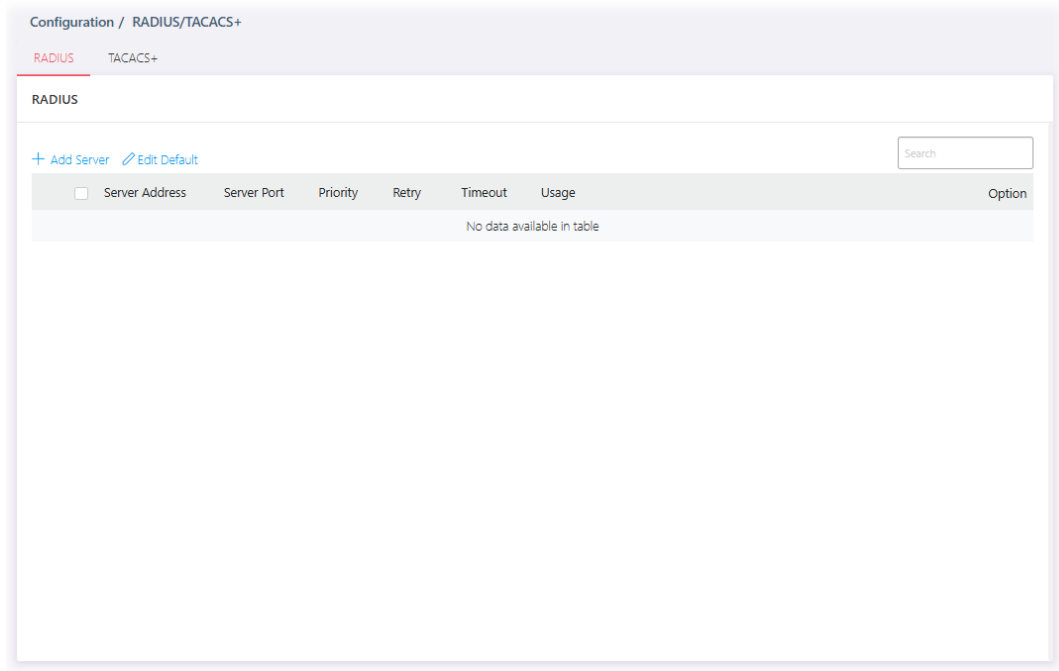 Configuration / RADIUS/TACACS+
RADIUS TACACS+
RADIUS
+ Add Server Edit Default Search
Server Address Server Port Priority Retry Timeout Usage Option
No data available in table